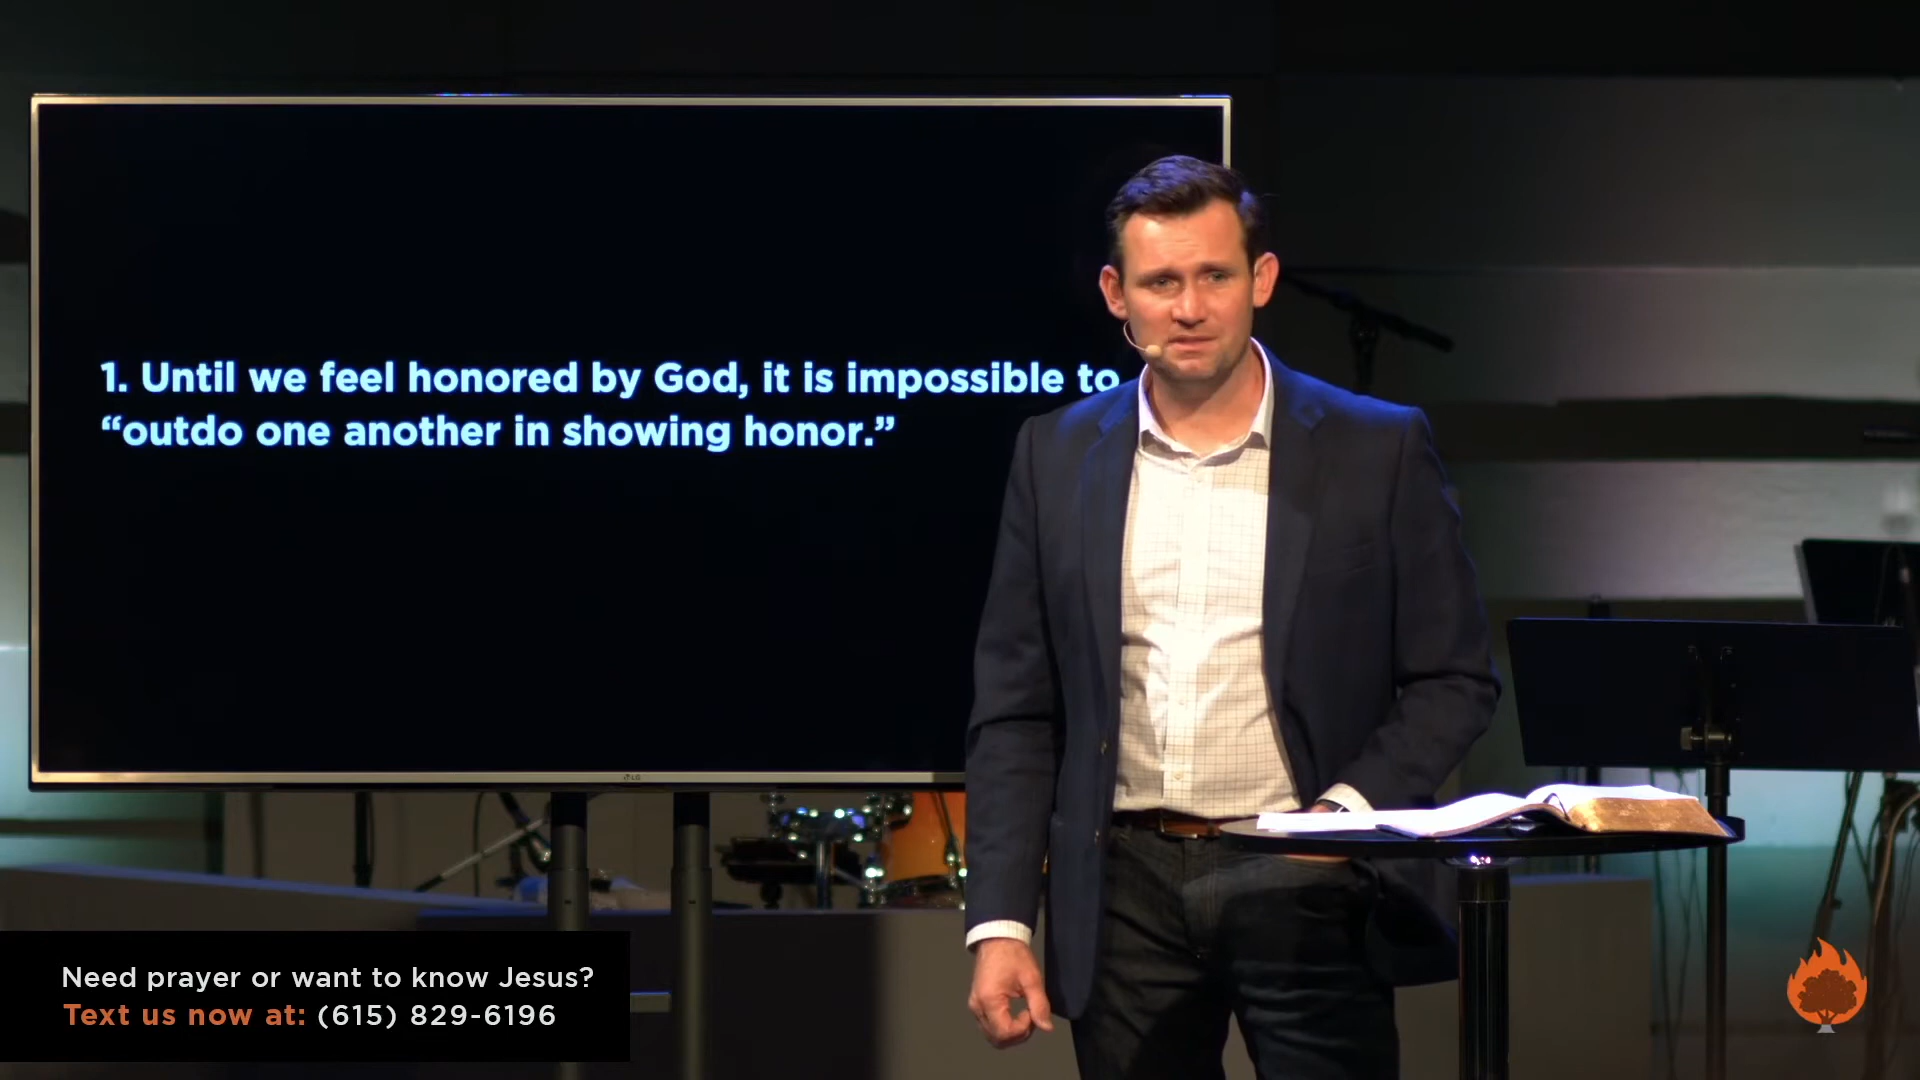 1. Until we feel honored by God, it is impossible to
“outdo one another in showing honor.”
LG
Need prayer or want to know Jesus?
Text us now at: (615) 829-6196